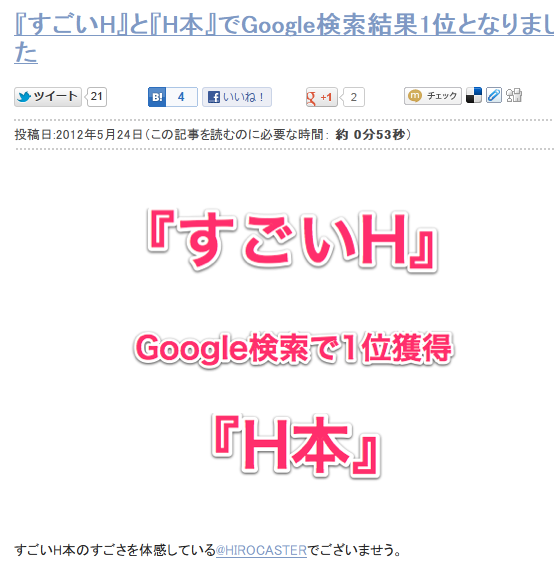 『すごいH』と『H本』でGoogle検索結果1位となりまし
た
ツイート 21 B! 4 いいね！ +1 2 チェック
投稿日:2012年5月24日（この記事を読むのに必要な時間： 約 0分53秒）
『すごいH』
Google検索で1位獲得
『H本』
すごいH本のすごさを体感している@HIROCASTERでございませう。